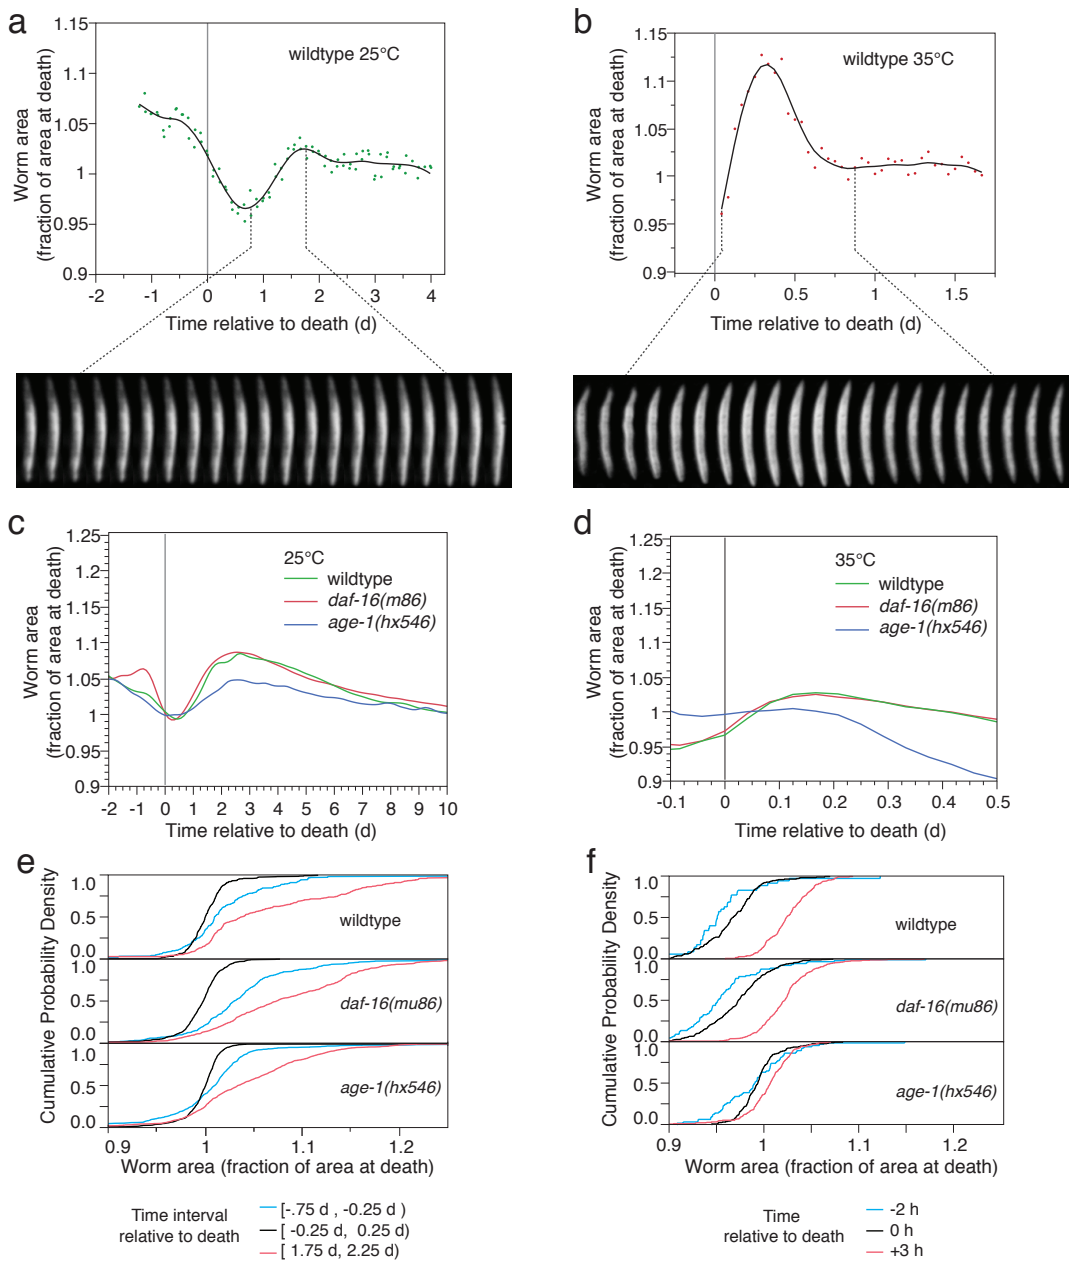 a
wildtype 25°C
Worm area
(fraction of area at death)
1.15
1.1
1.05
1
0.95
0.9
-2 -1 0 1 2 3 4
Time relative to death (d)
b
wildtype 35°C
Worm area
(fraction of area at death)
1.15
1.10
1.05
1
0.95
0.9
0 0.5 1 1.5
Time relative to death (d)
c
25°C
wildtype
daf-16(m86)
age-1(hx546)
Worm area
(fraction of area at death)
1.25
1.2
1.15
1.1
1.05
1
0.95
0.9
-2 -1 0 1 2 3 4 5 6 7 8 9 10
Time relative to death (d)
d
35°C
wildtype
daf-16(m86)
age-1(hx546)
Worm area
(fraction of area at death)
1.25
1.2
1.15
1.1
1.05
1
0.95
0.9
-0.1 0 0.1 0.2 0.3 0.4 0.5
Time relative to death (d)
e
Cumulative Probability Density
1.0
0.5
0.0
wildtype
1.0
0.5
0.0
daf-16(mu86)
1.0
0.5
0.0
age-1(hx546)
0.9 1 1.1 1.2
Worm area (fraction of area at death)
Time interval
relative to death
[-.75 d , -0.25 d )
[ -0.25 d, 0.25 d)
[ 1.75 d, 2.25 d)
f
Cumulative Probability Density
1.0
0.5
0.0
wildtype
1.0
0.5
0.0
daf-16(mu86)
1.0
0.5
0.0
age-1(hx546)
0.9 1 1.1 1.2
Worm area (fraction of area at death)
Time
relative to death
-2 h
0 h
+3 h